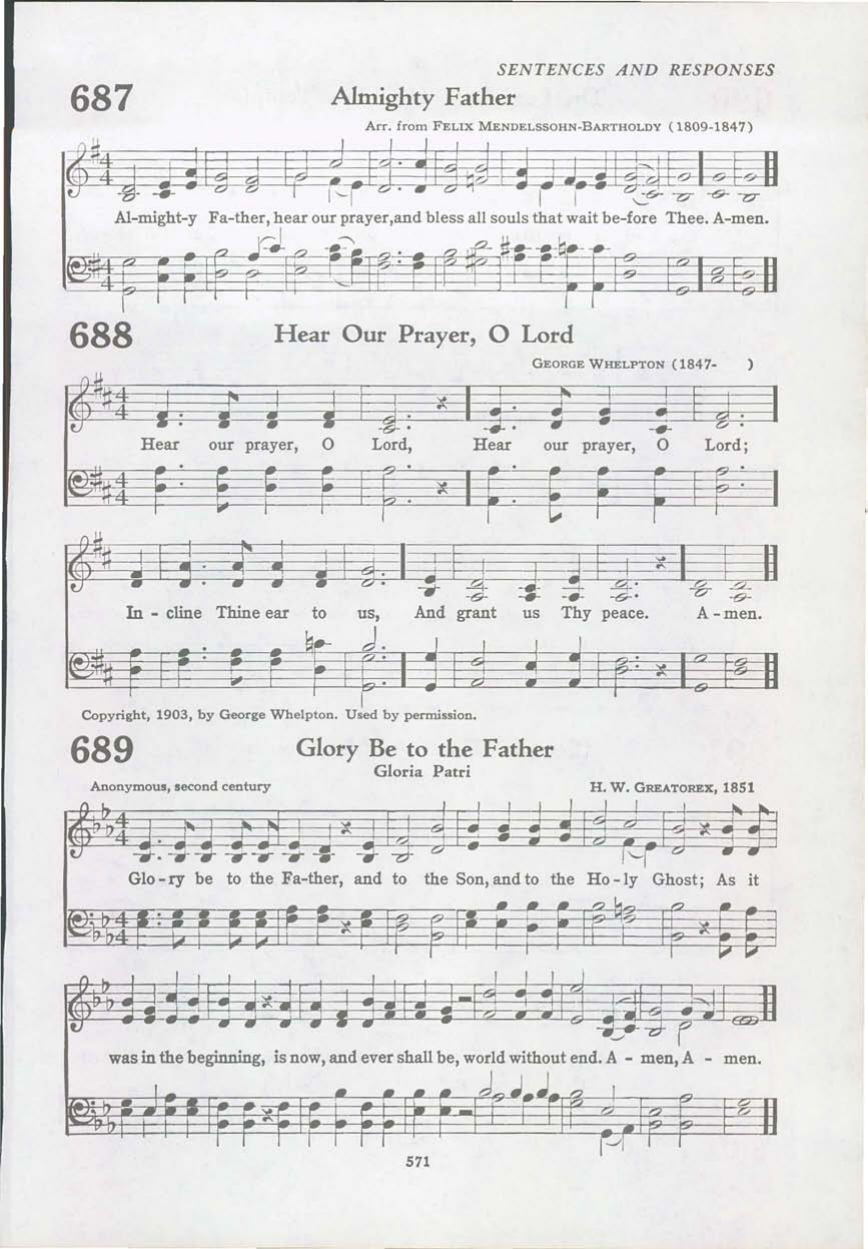 SENTENCES AND RESPONSES
687 Almighty Father
Arr. from FELIX MENDELSSOHN-BARTHOLDY (1809-1847)
Al-might-y Fa-ther, hear our prayer, and bless all souls that wait be-fore Thee. A-men.
688 Hear Our Prayer, O Lord
GEORGE WHELPTON (1847- )
Hear our prayer, O Lord, Hear our prayer, O Lord;
In - cline Thine ear to us, And grant us Thy peace. A - men.
Copyright, 1903, by George Whelpton. Used by permission.
689 Glory Be to the Father
Gloria Patri
Anonymous, second century H. W. GREATOREX, 1851
Glo - ry be to the Fa-ther, and to the Son, and to the Ho - ly Ghost; As it
was in the beginning, is now, and ever shall be, world without end. A - men, A - men.
571